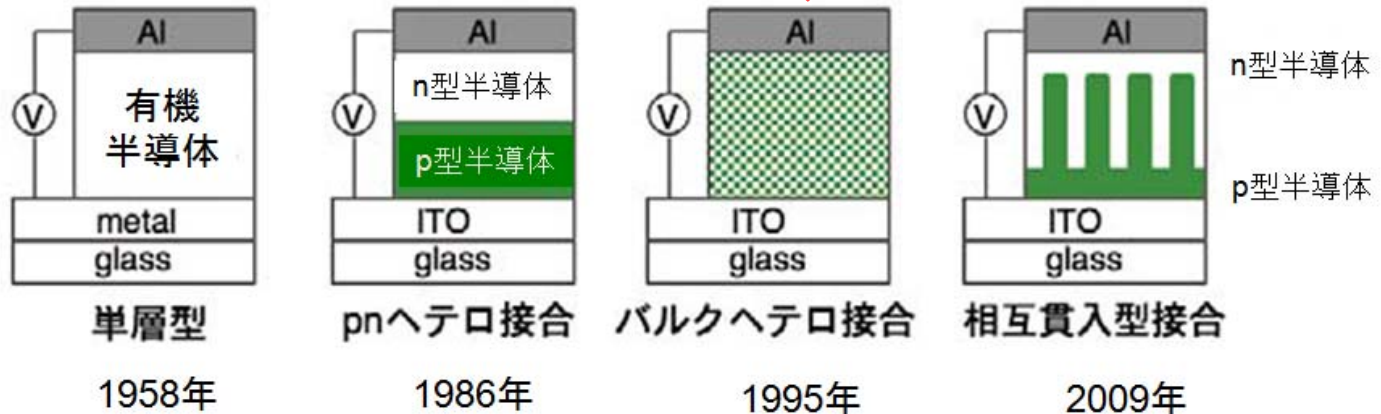 Al
有機
半導体
V
metal
glass
単層型
1958年
Al
n型半導体
p型半導体
V
ITO
glass
pnヘテロ接合
1986年
Al
V
ITO
glass
バルクヘテロ接合
1995年
Al
n型半導体
V
p型半導体
ITO
glass
相互貫入型接合
2009年